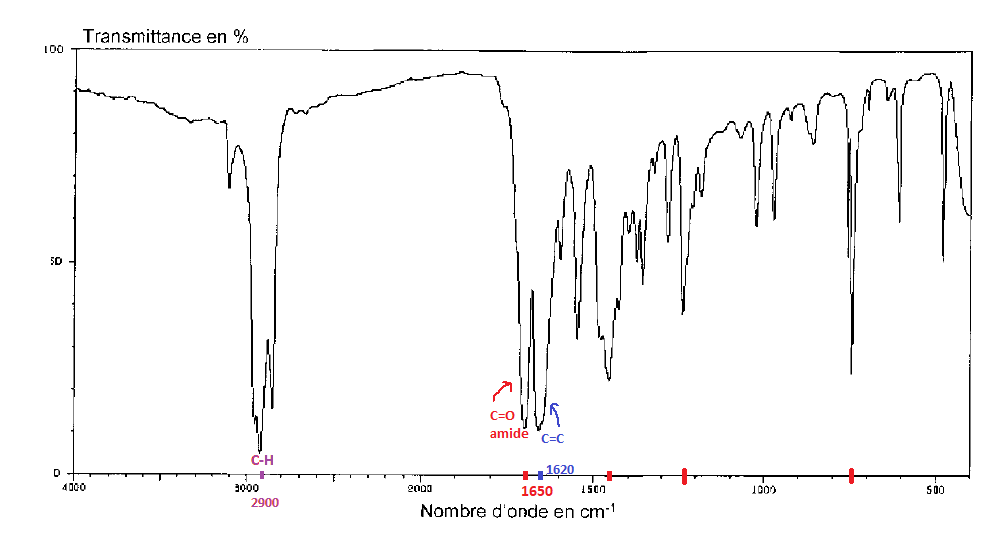 Transmittance en %
100
50
C=O
amide
C=C
C-H
0
1620
4000
3000
2000
1650
1500
1000
500
2900
Nombre d'onde en cm-1